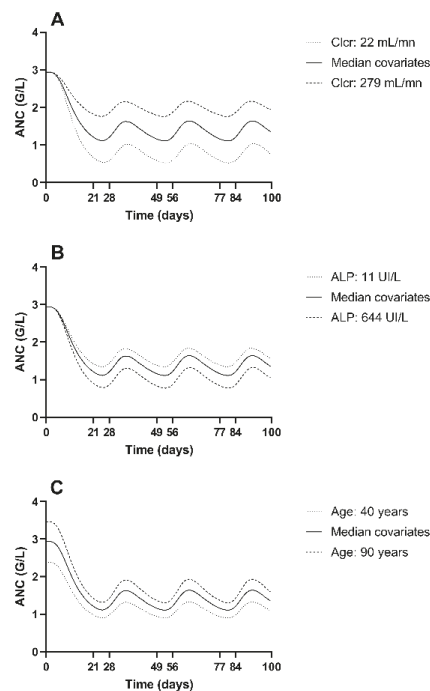 A
ANC (G/L)
4
3
2
1
0
0 21 28 49 56 77 84 100
Time (days)
Clcr: 22 mL/mn
Median covariates
Clcr: 279 mL/mn
B
ANC (G/L)
4
3
2
1
0
0 21 28 49 56 77 84 100
Time (days)
ALP: 11 UI/L
Median covariates
ALP: 644 UI/L
C
ANC (G/L)
4
3
2
1
0
0 21 28 49 56 77 84 100
Time (days)
Age: 40 years
Median covariates
Age: 90 years